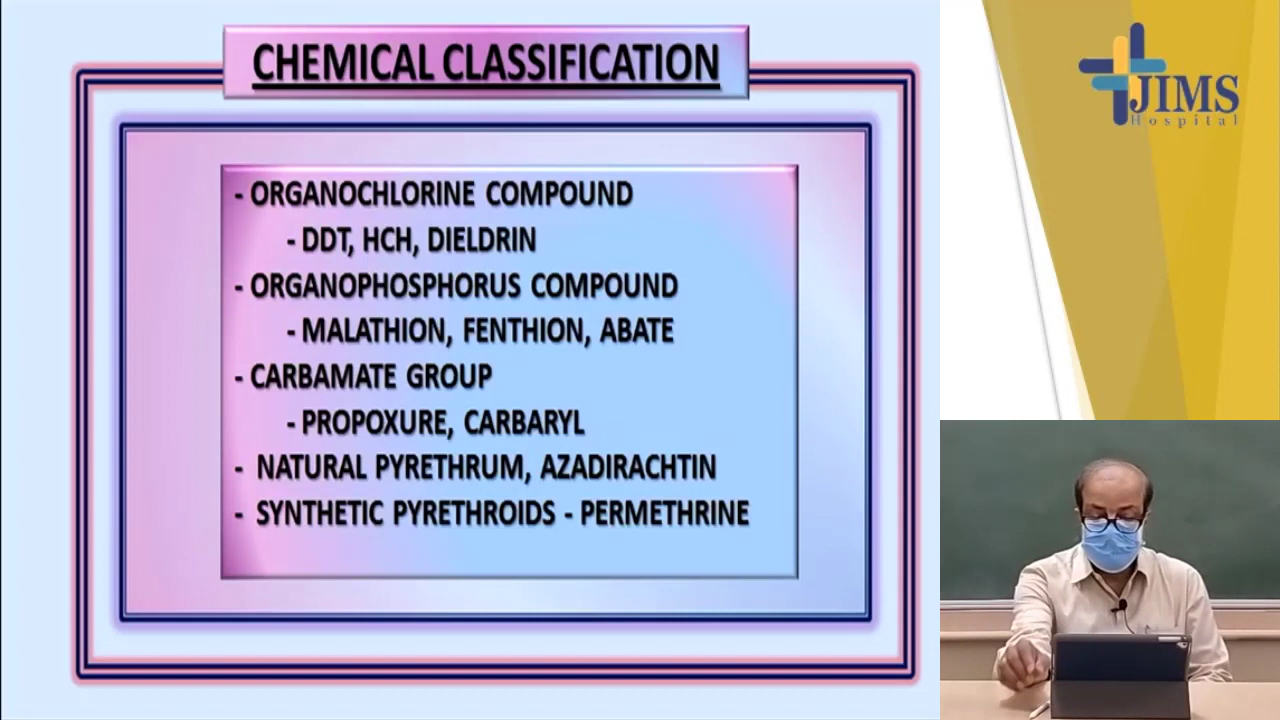 CHEMICAL CLASSIFICATION
- ORGANOCHLORINE COMPOUND
- DDT, HCH, DIELDRIN
- ORGANOPHOSPHORUS COMPOUND
- MALATHION, FENTHION, ABATE
- CARBAMATE GROUP
- PROPOXURE, CARBARYL
- NATURAL PYRETHRUM, AZADIRACHTIN
- SYNTHETIC PYRETHROIDS - PERMETHRINE
JIMS
Hospital